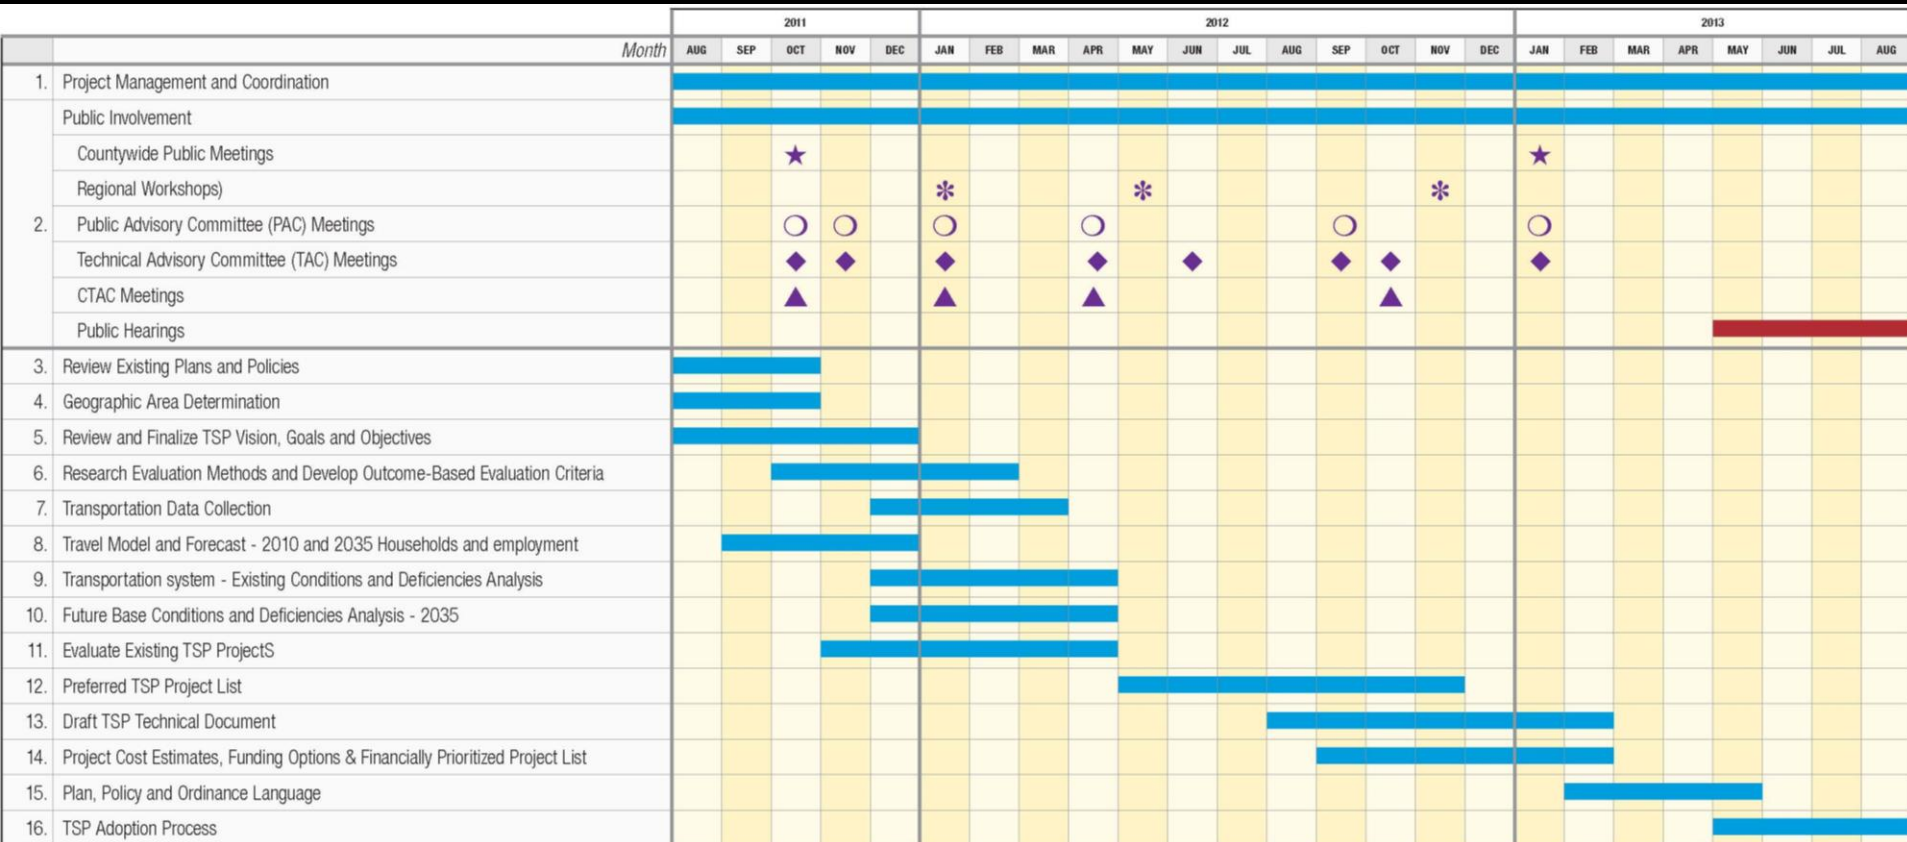 2011 2012 2013
Month AUG SEP OCT NOV DEC JAN FEB MAR APR MAY JUN JUL AUG SEP OCT NOV DEC JAN FEB MAR APR MAY JUN JUL AUG
1. Project Management and Coordination
Public Involvement
Countywide Public Meetings
Regional Workshops)
2. Public Advisory Committee (PAC) Meetings
Technical Advisory Committee (TAC) Meetings
CTAC Meetings
Public Hearings
3. Review Existing Plans and Policies
4. Geographic Area Determination
5. Review and Finalize TSP Vision, Goals and Objectives
6. Research Evaluation Methods and Develop Outcome-Based Evaluation Criteria
7. Transportation Data Collection
8. Travel Model and Forecast - 2010 and 2035 Households and employment
9. Transportation system - Existing Conditions and Deficiencies Analysis
10. Future Base Conditions and Deficiencies Analysis - 2035
11. Evaluate Existing TSP ProjectS
12. Preferred TSP Project List
13. Draft TSP Technical Document
14. Project Cost Estimates, Funding Options & Financially Prioritized Project List
15. Plan, Policy and Ordinance Language
16. TSP Adoption Process